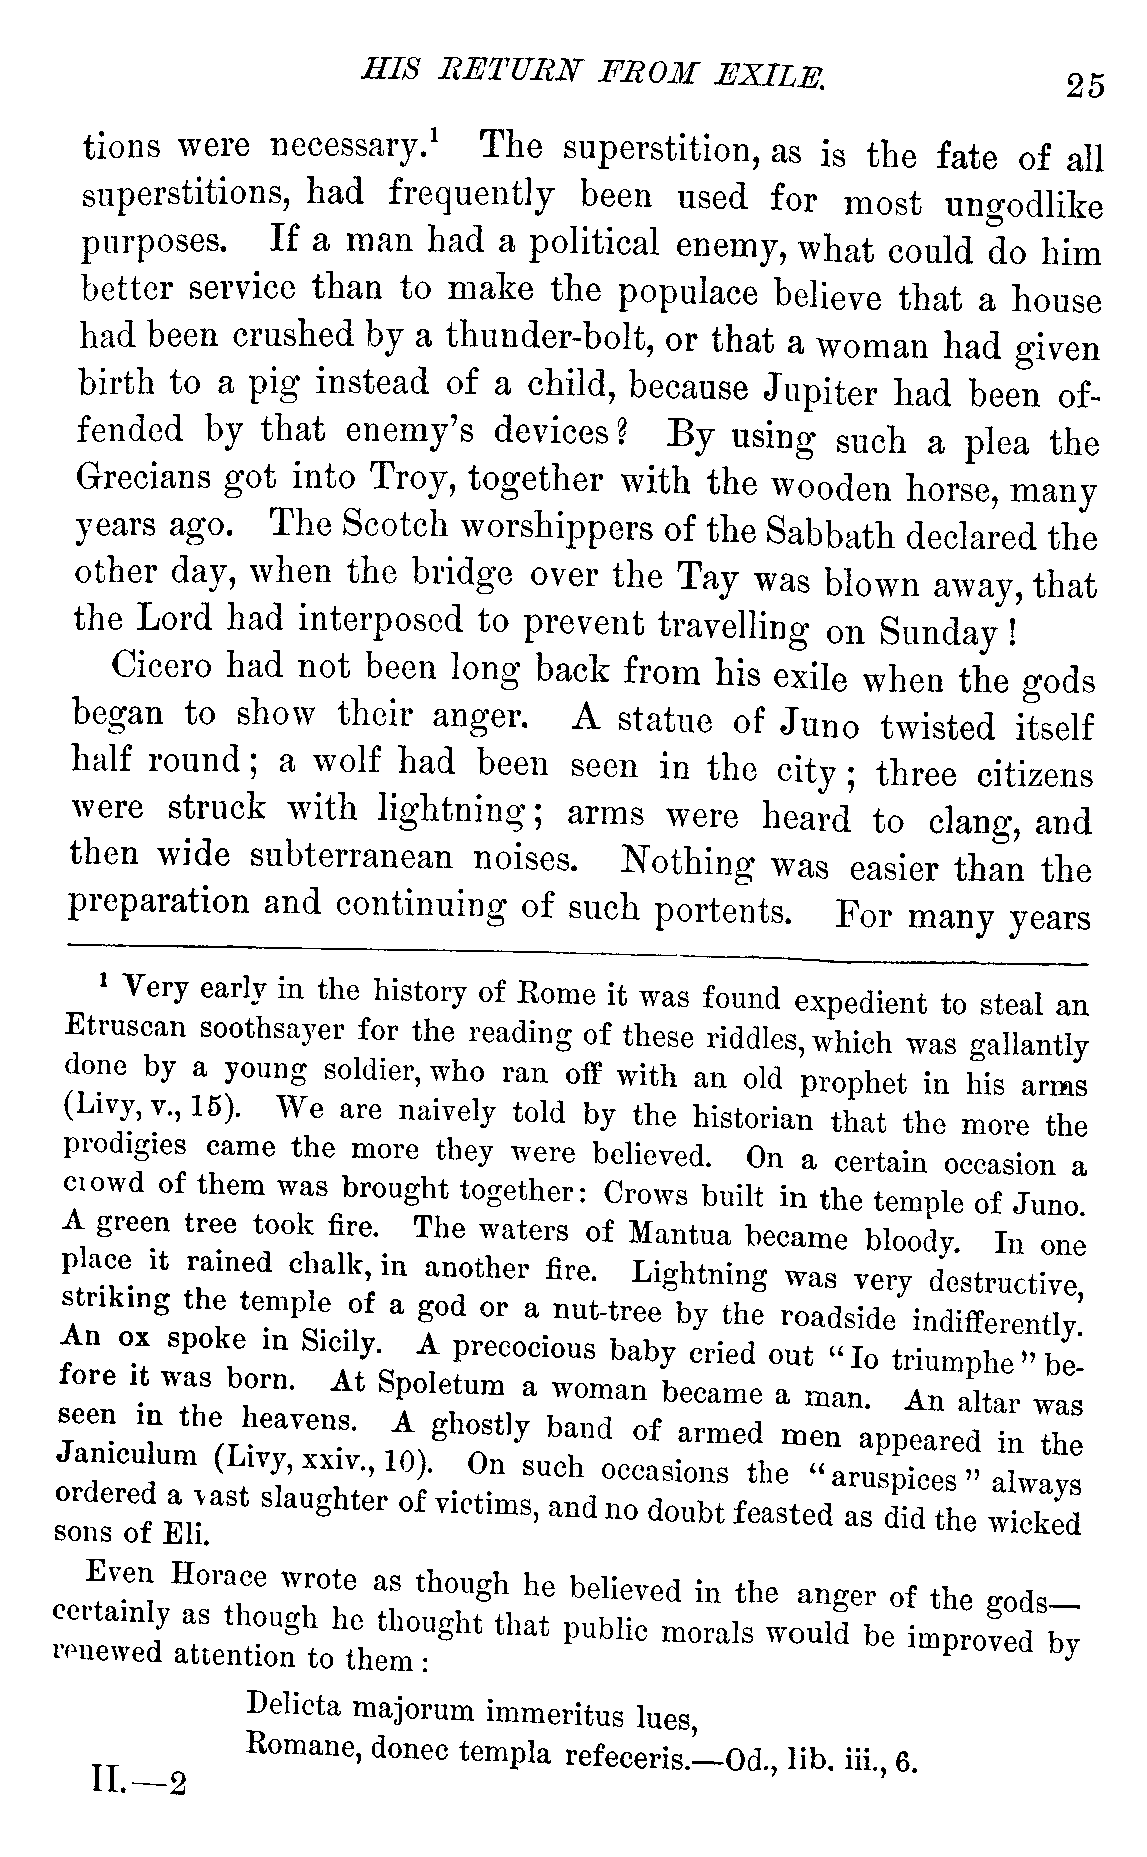 HIS RETURN FROM EXILE.
25
tions were necessary.¹ The superstition, as is the fate of all
superstitions, had frequently been used for most ungodlike
purposes. If a man had a political enemy, what could do him
better service than to make the populace believe that a house
had been crushed by a thunder-bolt, or that a woman had given
birth to a pig instead of a child, because Jupiter had been of-
fended by that enemy's devices? By using such a plea the
Grecians got into Troy, together with the wooden horse, many
years ago. The Scotch worshippers of the Sabbath declared the
other day, when the bridge over the Tay was blown away, that
the Lord had interposed to prevent travelling on Sunday!
Cicero had not been long back from his exile when the gods
began to show their anger. A statue of Juno twisted itself
half round; a wolf had been seen in the city; three citizens
were struck with lightning; arms were heard to clang, and
then wide subterranean noises. Nothing was easier than the
preparation and continuing of such portents. For many years
¹ Very early in the history of Rome it was found expedient to steal an
Etruscan soothsayer for the reading of these riddles, which was gallantly
done by a young soldier, who ran off with an old prophet in his arms
(Livy, v., 15). We are naively told by the historian that the more the
prodigies came the more they were believed. On a certain occasion a
crowd of them was brought together: Crows built in the temple of Juno.
A green tree took fire. The waters of Mantua became bloody. In one
place it rained chalk, in another fire. Lightning was very destructive,
striking the temple of a god or a nut-tree by the roadside indifferently.
An ox spoke in Sicily. A precocious baby cried out "Io triumphe" be-
fore it was born. At Spoletum a woman became a man. An altar was
seen in the heavens. A ghostly band of armed men appeared in the
Janiculum (Livy, xxiv., 10). On such occasions the "aruspices" always
ordered a vast slaughter of victims, and no doubt feasted as did the wicked
sons of Eli.
Even Horace wrote as though he believed in the anger of the gods—
certainly as though he thought that public morals would be improved by
renewed attention to them:
Delicta majorum immeritus lues,
Romane, donec templa refeceris.—Od., lib. iii., 6.
II.—2